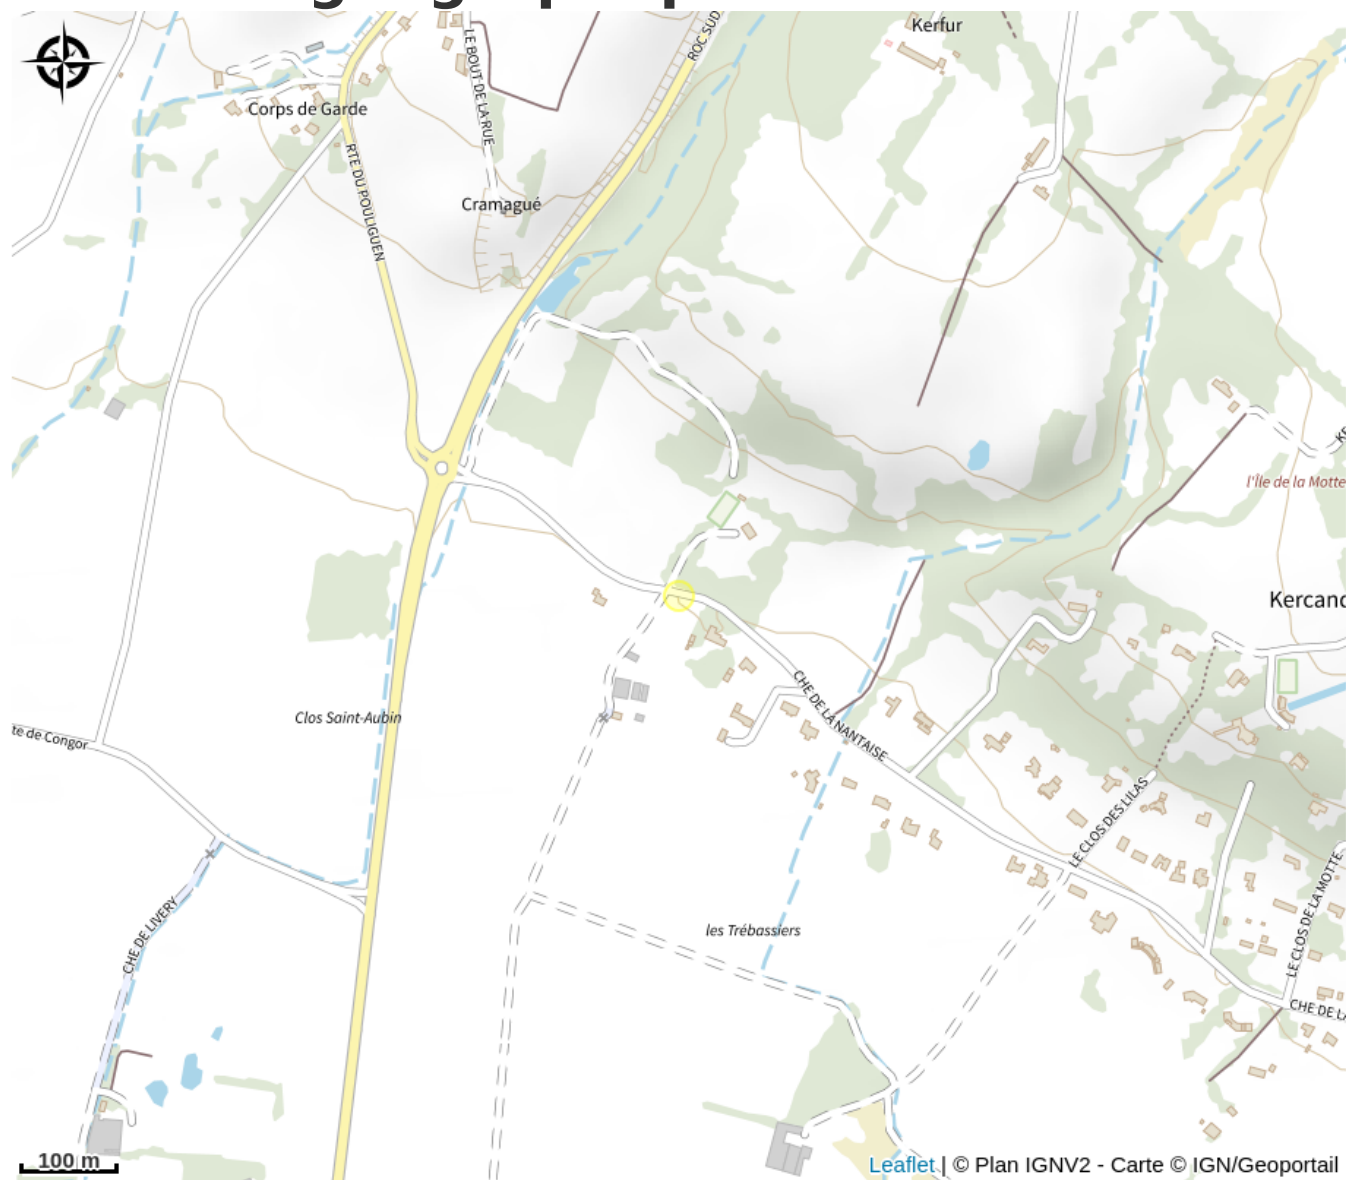 Kerfur
ROC SUD
LE BOUT DE LA RUE
Corps de Garde
RTE DU POULIGUEN
Cramagué
l'Île de la Motte
Kercand
CHE DE LA NANTAISE
Clos Saint-Aubin
te de Congor
LE CLOS DES LILAS
LE CLOS DE LA MOTTE
CHE DE LIVERY
les Trébassiers
CHE DE LA
100 m
Leaflet | © Plan IGNV2 - Carte © IGN/Geoportail